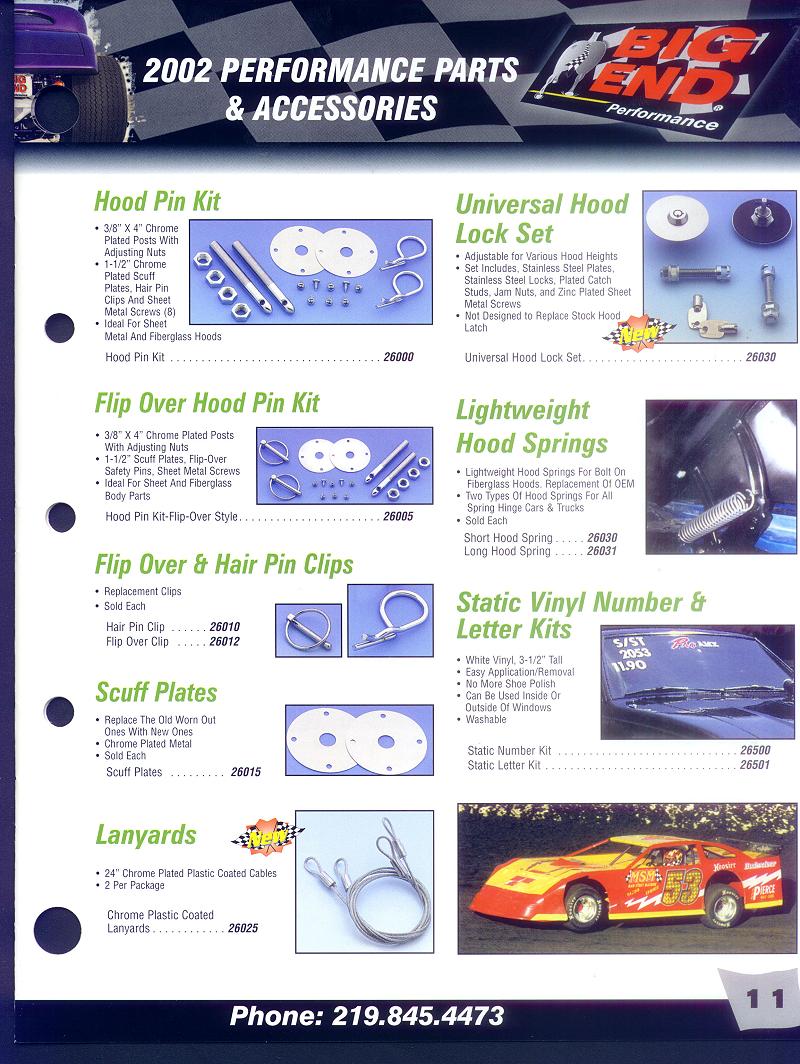 2002 PERFORMANCE PARTS
& ACCESSORIES
BIG
END
Performance
Hood Pin Kit
• 3/8" X 4" Chrome
Plated Posts With
Adjusting Nuts
• 1-1/2" Chrome
Plated Scuff
Plates, Hair Pin
Clips And Sheet
Metal Screws (8)
• Ideal For Sheet
Metal And Fiberglass Hoods
Hood Pin Kit . . . . . . . . . . . . . . . . . . . . . . . . . . . . . . . . . . . . 26000
Flip Over Hood Pin Kit
• 3/8" X 4" Chrome Plated Posts
With Adjusting Nuts
• 1-1/2" Scuff Plates, Flip-Over
Safety Pins, Sheet Metal Screws
• Ideal For Sheet And Fiberglass
Body Parts
Hood Pin Kit-Flip-Over Style. . . . . . . . . . . . . . . . . . . . . . . . 26005
Flip Over & Hair Pin Clips
• Replacement Clips
• Sold Each
Hair Pin Clip . . . . . . 26010
Flip Over Clip . . . . . 26012
Scuff Plates
• Replace The Old Worn Out
Ones With New Ones
• Chrome Plated Metal
• Sold Each
Scuff Plates . . . . . . . . . 26015
Lanyards
New
• 24" Chrome Plated Plastic Coated Cables
• 2 Per Package
Chrome Plastic Coated
Lanyards . . . . . . . . . . . . 26025
Universal Hood
Lock Set
• Adjustable for Various Hood Heights
• Set Includes, Stainless Steel Plates,
Stainless Steel Locks, Plated Catch
Studs, Jam Nuts, and Zinc Plated Sheet
Metal Screws
• Not Designed to Replace Stock Hood
Latch
New
Universal Hood Lock Set. . . . . . . . . . . . . . . . . . . . . . . . . . . 26030
Lightweight
Hood Springs
• Lightweight Hood Springs For Bolt On
Fiberglass Hoods. Replacement Of OEM
• Two Types Of Hood Springs For All
Spring Hinge Cars & Trucks
• Sold Each
Short Hood Spring . . . . . 26030
Long Hood Spring . . . . . 26031
Static Vinyl Number &
Letter Kits
• White Vinyl, 3-1/2" Tall
• Easy Application/Removal
• No More Shoe Polish
• Can Be Used Inside Or
Outside Of Windows
• Washable
S/ST
2053
11.90
Pro AMX
Static Number Kit . . . . . . . . . . . . . . . . . . . . . . . . . . . . . . . 26500
Static Letter Kit . . . . . . . . . . . . . . . . . . . . . . . . . . . . . . . . . 26501
MSM
53
Hoosier
Budweiser
PIERCE
Phone: 219.845.4473
11